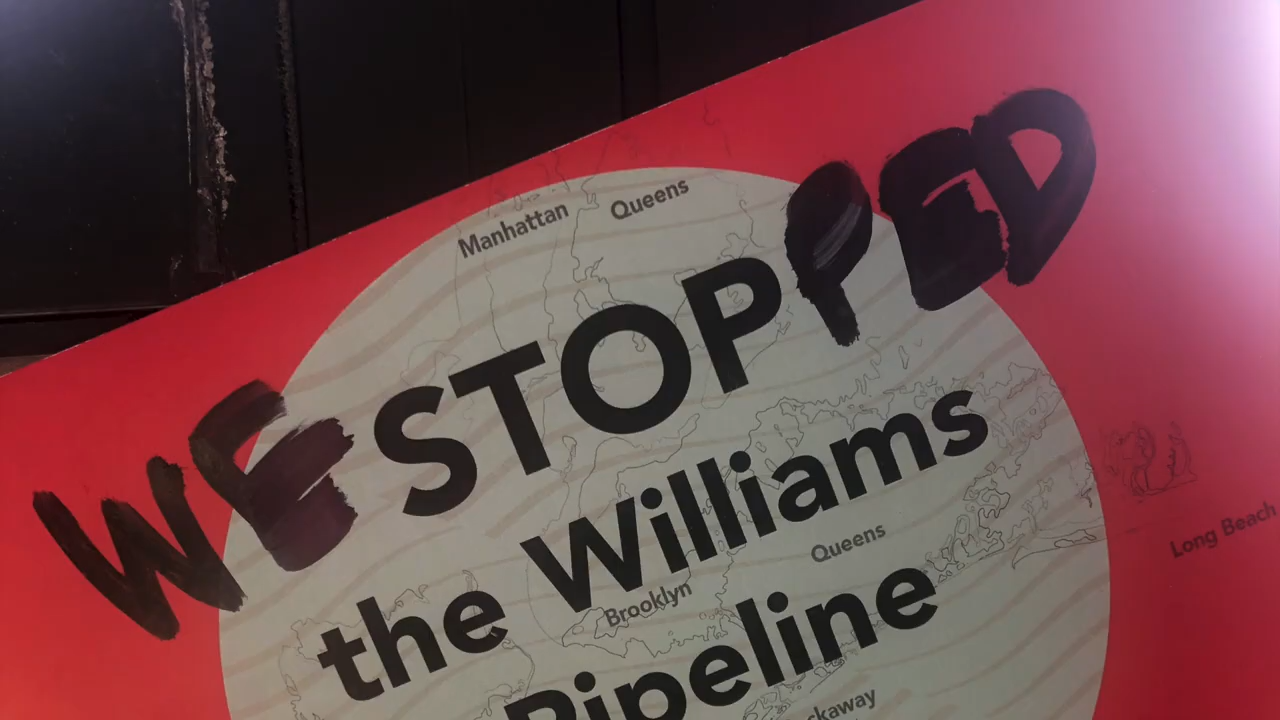 Manhattan Queens
WE STOPPED
the Williams
Queens
Brooklyn
Pipeline
Long Beach